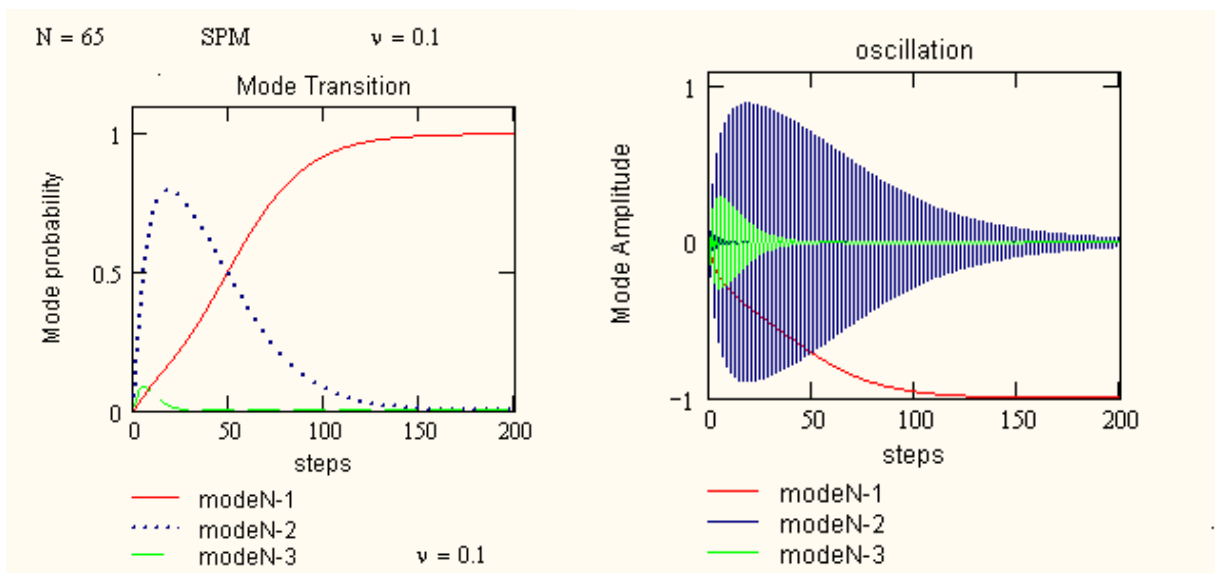 N = 65 SPM ν = 0.1
Mode Transition
Mode probability
1
0.5
0
0 50 100 150 200
steps
modeN-1
modeN-2
modeN-3 ν = 0.1
oscillation
Mode Amplitude
1
0
−1
0 50 100 150 200
steps
modeN-1
modeN-2
modeN-3